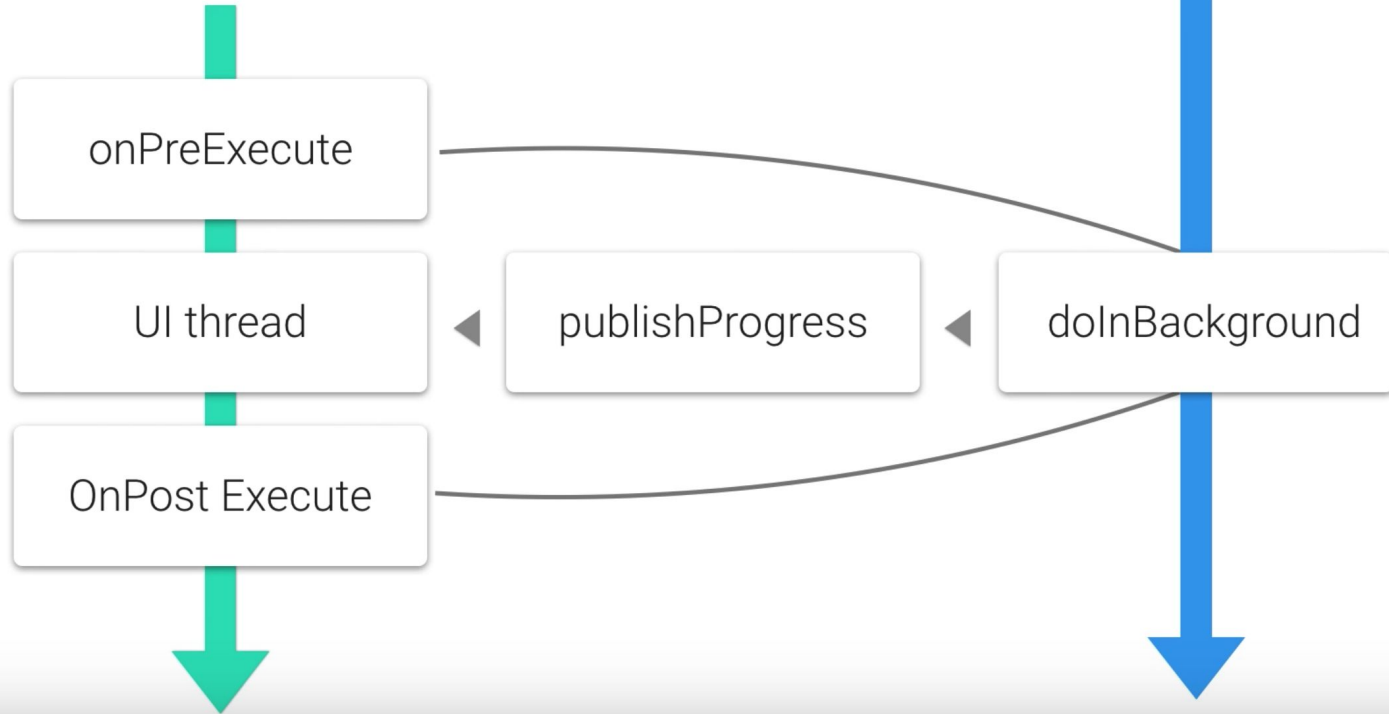 onPreExecute
UI thread
publishProgress
doInBackground
OnPost Execute